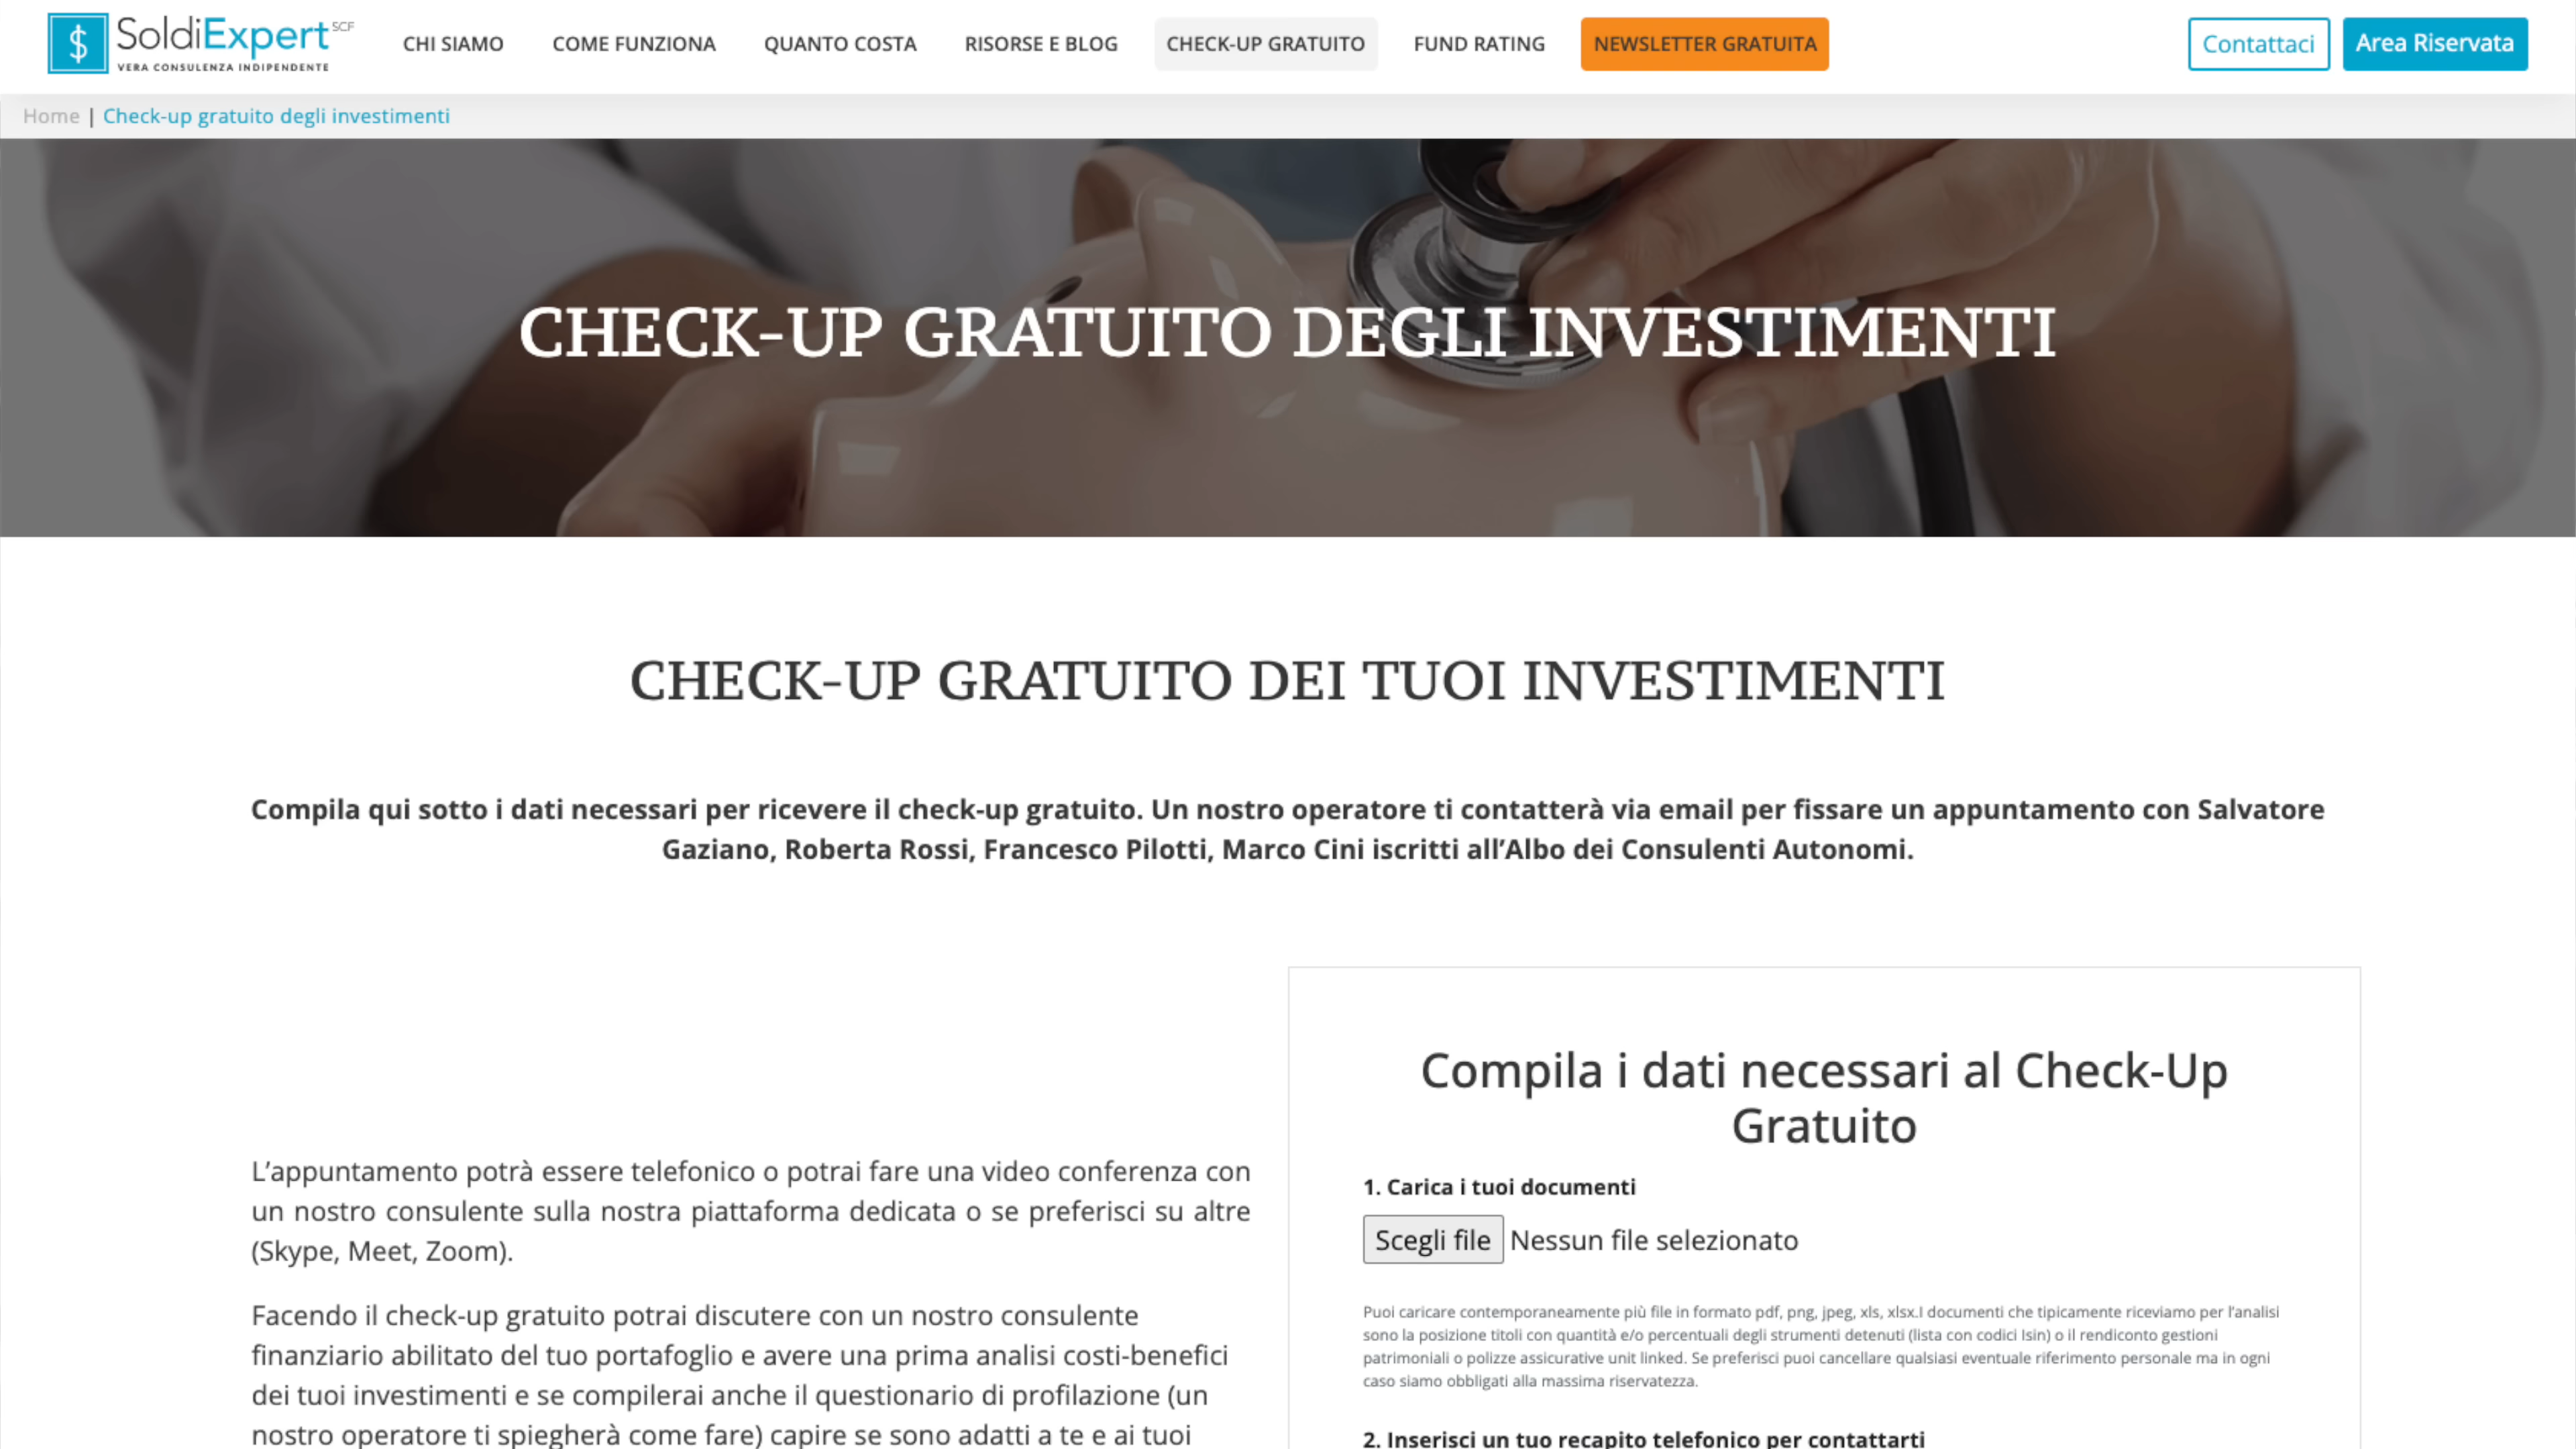 $ SoldiExpert SCF
VERA CONSULENZA INDIPENDENTE
CHI SIAMO
COME FUNZIONA
QUANTO COSTA
RISORSE E BLOG
CHECK-UP GRATUITO
FUND RATING
NEWSLETTER GRATUITA
Contattaci
Area Riservata
Home | Check-up gratuito degli investimenti
CHECK-UP GRATUITO DEGLI INVESTIMENTI
CHECK-UP GRATUITO DEI TUOI INVESTIMENTI
Compila qui sotto i dati necessari per ricevere il check-up gratuito. Un nostro operatore ti contatterà via email per fissare un appuntamento con Salvatore
Gaziano, Roberta Rossi, Francesco Pilotti, Marco Cini iscritti all’Albo dei Consulenti Autonomi.
L’appuntamento potrà essere telefonico o potrai fare una video conferenza con
un nostro consulente sulla nostra piattaforma dedicata o se preferisci su altre
(Skype, Meet, Zoom).
Facendo il check-up gratuito potrai discutere con un nostro consulente
finanziario abilitato del tuo portafoglio e avere una prima analisi costi-benefici
dei tuoi investimenti e se compilerai anche il questionario di profilazione (un
nostro operatore ti spiegherà come fare) capire se sono adatti a te e ai tuoi
Compila i dati necessari al Check-Up
Gratuito
1. Carica i tuoi documenti
Scegli file Nessun file selezionato
Puoi caricare contemporaneamente più file in formato pdf, png, jpeg, xls, xlsx.I documenti che tipicamente riceviamo per l’analisi
sono la posizione titoli con quantità e/o percentuali degli strumenti detenuti (lista con codici Isin) o il rendiconto gestioni
patrimoniali o polizze assicurative unit linked. Se preferisci puoi cancellare qualsiasi eventuale riferimento personale ma in ogni
caso siamo obbligati alla massima riservatezza.
2. Inserisci un tuo recapito telefonico per contattarti